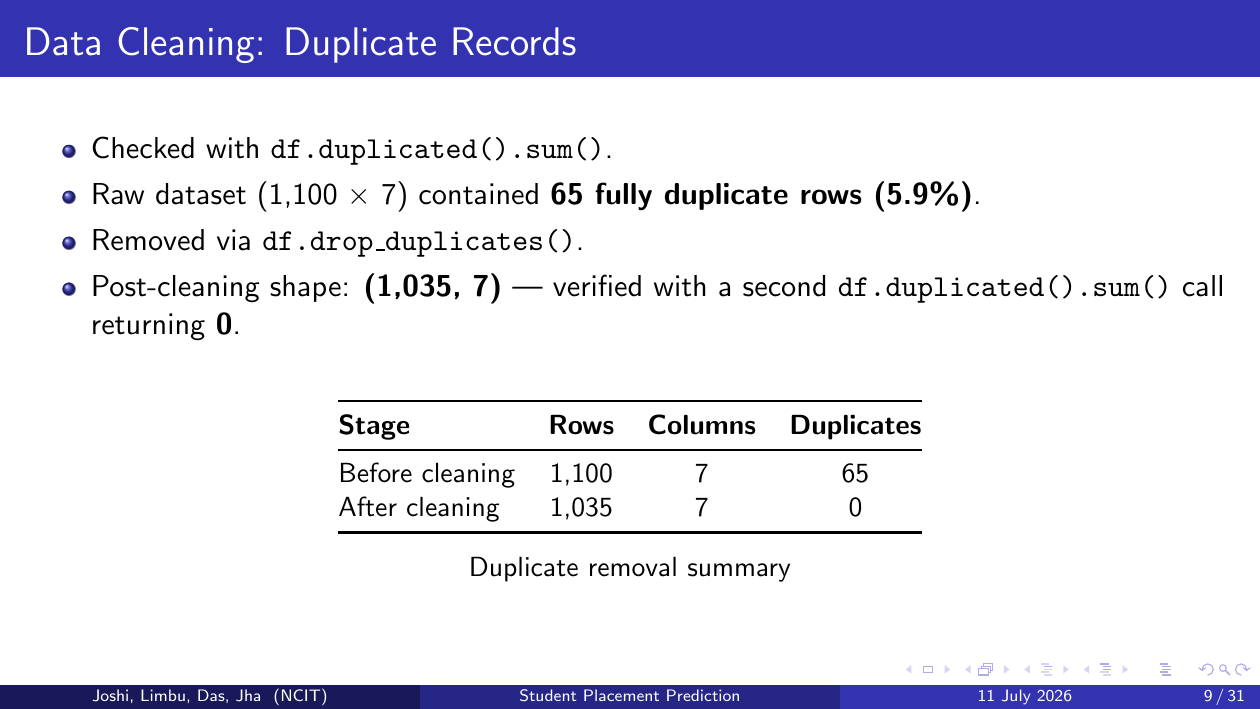 Data Cleaning: Duplicate Records
Checked with df.duplicated().sum().
Raw dataset (1,100 × 7) contained 65 fully duplicate rows (5.9%).
Removed via df.drop_duplicates().
Post-cleaning shape: (1,035, 7) — verified with a second df.duplicated().sum() call
returning 0.
Stage Rows Columns Duplicates
Before cleaning 1,100 7 65
After cleaning 1,035 7 0
Duplicate removal summary
Joshi, Limbu, Das, Jha (NCIT) Student Placement Prediction 11 July 2026 9 / 31